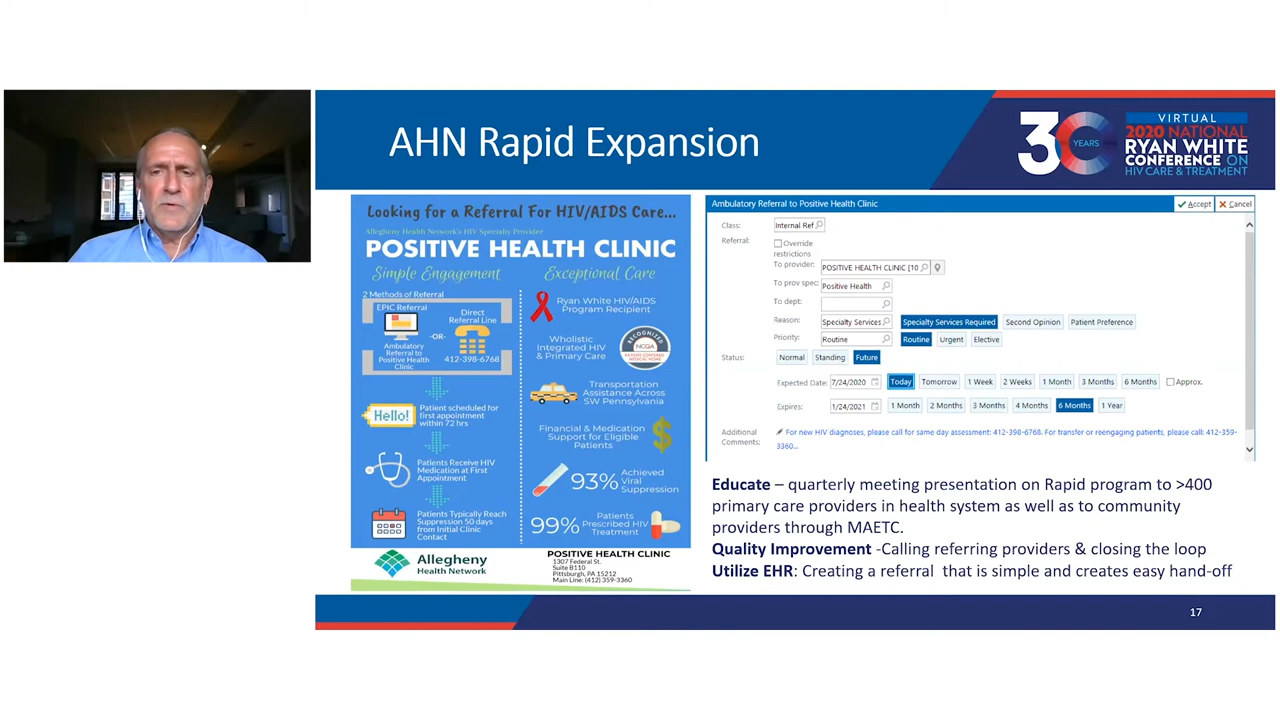 AHN Rapid Expansion
30 YEARS
VIRTUAL
2020 NATIONAL
RYAN WHITE
CONFERENCE ON
HIV CARE & TREATMENT
Looking for a Referral For HIV/AIDS Care...
Allegheny Health Network's HIV Specialty Provider
POSITIVE HEALTH CLINIC
Simple Engagement
2 Methods of Referral
EPIC Referral
Ambulatory
Referral to
Positive Health
Clinic
-OR-
Direct
Referral Line
412-398-6768
Hello!
Patient scheduled for
first appointment
within 72 hrs
Patients Receive HIV
Medication at First
Appointment
Patients Typically Reach
Suppression 50 days
from Initial Clinic
Contact
Exceptional Care
Ryan White HIV/AIDS
Program Recipient
Wholistic
Integrated HIV
& Primary Care
RECOGNIZED
NCQA
PATIENT-CENTERED
MEDICAL HOME
Transportation
Assistance Across
SW Pennsylvania
Financial & Medication
Support for Eligible
Patients
$
93% Achieved
Viral
Suppression
99% Patients
Prescribed HIV
Treatment
Allegheny
Health Network
POSITIVE HEALTH CLINIC
1307 Federal St.
Suite B110
Pittsburgh, PA 15212
Main Line: (412) 359-3360
Ambulatory Referral to Positive Health Clinic
Accept Cancel
Class: Internal Ref
Referral: Override
restrictions
To provider: POSITIVE HEALTH CLINIC [10
To prov spec: Positive Health
To dept:
Reason: Specialty Services Specialty Services Required Second Opinion Patient Preference
Priority: Routine Routine Urgent Elective
Status: Normal Standing Future
Expected Date: 7/24/2020 Today Tomorrow 1 Week 2 Weeks 1 Month 3 Months 6 Months Approx.
Expires: 1/24/2021 1 Month 2 Months 3 Months 4 Months 6 Months 1 Year
Additional
Comments:
For new HIV diagnoses, please call for same day assessment: 412-398-6768. For transfer or reengaging patients, please call: 412-359-
3360...
Educate – quarterly meeting presentation on Rapid program to >400
primary care providers in health system as well as to community
providers through MAETC.
Quality Improvement -Calling referring providers & closing the loop
Utilize EHR: Creating a referral that is simple and creates easy hand-off
17